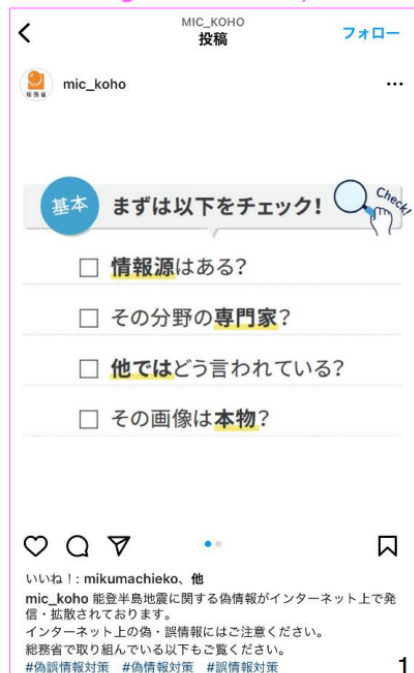 MIC_KOHO
投稿
フォロー
mic_koho
基本
まずは以下をチェック!
Check!
情報源はある?
その分野の専門家?
他ではどう言われている?
その画像は本物?
いいね!: mikumachieko、他
mic_koho 能登半島地震に関する偽情報がインターネット上で発
信・拡散されております。
インターネット上の偽・誤情報にはご注意ください。
総務省で取り組んでいる以下もご覧ください。
#偽誤情報対策 #偽情報対策 #誤情報対策
1